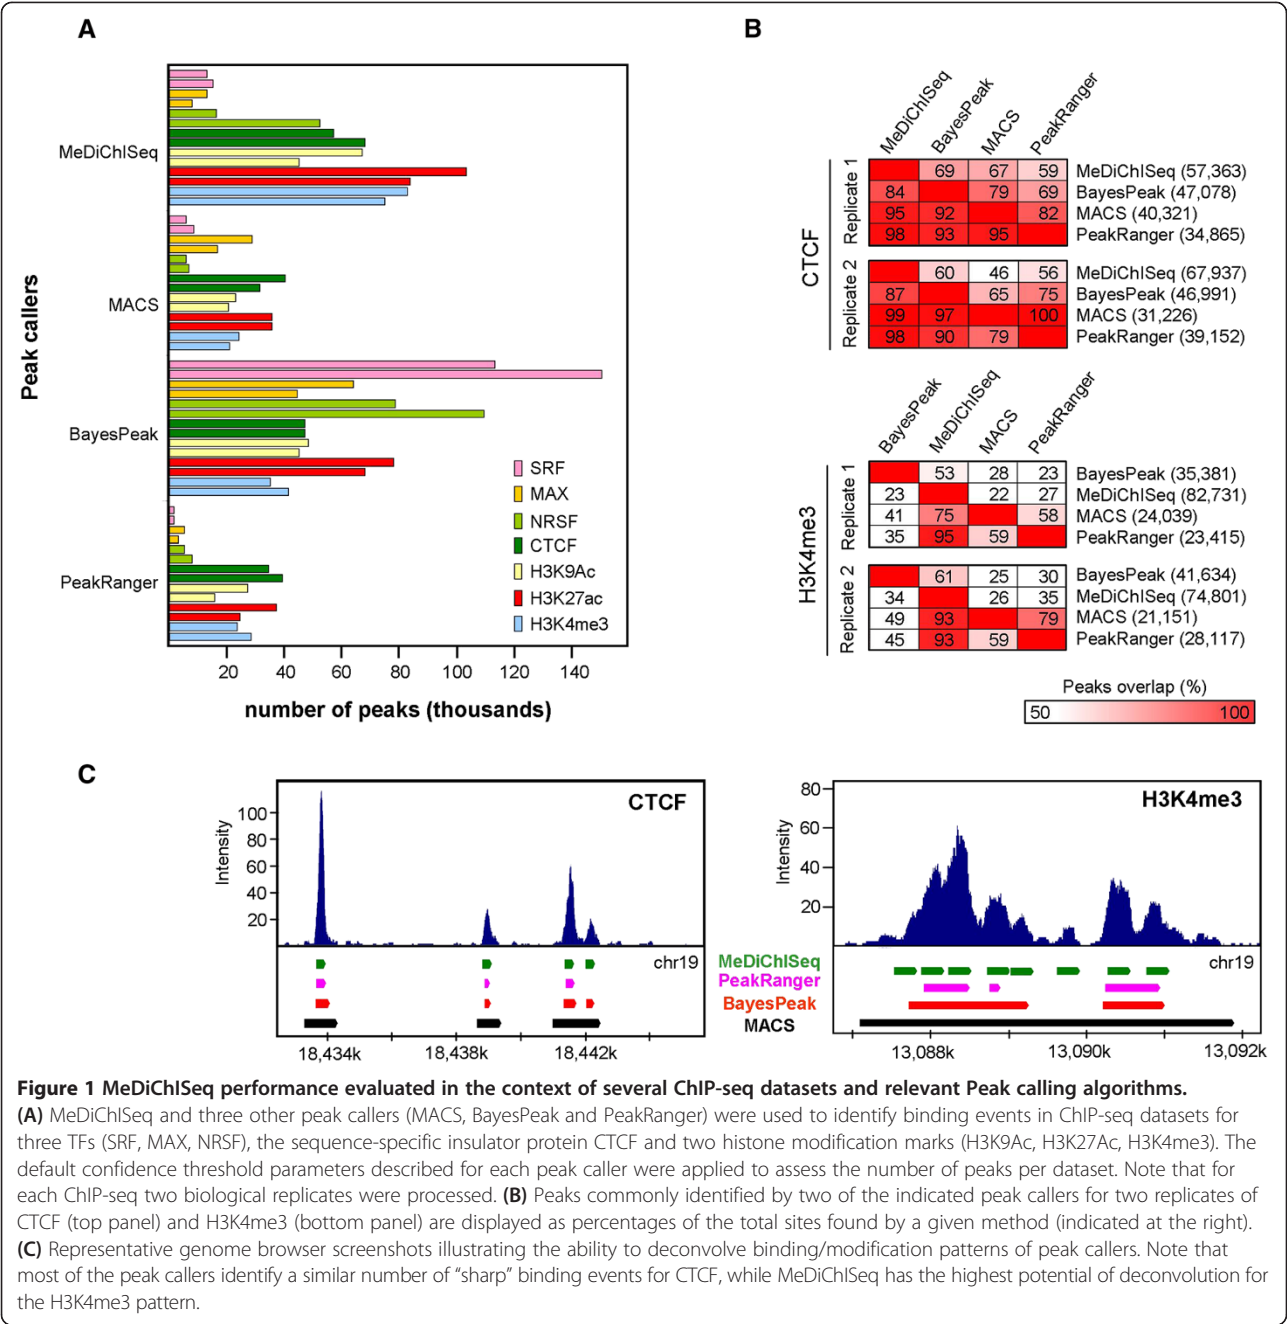 A
MeDiChISeq
MACS
BayesPeak
PeakRanger
Peak callers
SRF
MAX
NRSF
CTCF
H3K9Ac
H3K27ac
H3K4me3
20 40 60 80 100 120 140
number of peaks (thousands)
B
MeDiChISeq BayesPeak MACS PeakRanger
CTCF
Replicate 1
69 67 59 MeDiChISeq (57,363)
84 79 69 BayesPeak (47,078)
95 92 82 MACS (40,321)
98 93 95 PeakRanger (34,865)
Replicate 2
60 46 56 MeDiChISeq (67,937)
87 65 75 BayesPeak (46,991)
99 97 100 MACS (31,226)
98 90 79 PeakRanger (39,152)
BayesPeak MeDiChISeq MACS PeakRanger
H3K4me3
Replicate 1
53 28 23 BayesPeak (35,381)
23 22 27 MeDiChISeq (82,731)
41 75 58 MACS (24,039)
35 95 59 PeakRanger (23,415)
Replicate 2
61 25 30 BayesPeak (41,634)
34 26 35 MeDiChISeq (74,801)
49 93 79 MACS (21,151)
45 93 59 PeakRanger (28,117)
Peaks overlap (%)
50 100
C
CTCF
Intensity
100
80
60
40
20
chr19
18,434k 18,438k 18,442k
MeDiChISeq
PeakRanger
BayesPeak
MACS
H3K4me3
Intensity
80
60
40
20
chr19
13,088k 13,090k 13,092k
Figure 1 MeDiChISeq performance evaluated in the context of several ChIP-seq datasets and relevant Peak calling algorithms.
(A) MeDiChISeq and three other peak callers (MACS, BayesPeak and PeakRanger) were used to identify binding events in ChIP-seq datasets for
three TFs (SRF, MAX, NRSF), the sequence-specific insulator protein CTCF and two histone modification marks (H3K9Ac, H3K27Ac, H3K4me3). The
default confidence threshold parameters described for each peak caller were applied to assess the number of peaks per dataset. Note that for
each ChIP-seq two biological replicates were processed. (B) Peaks commonly identified by two of the indicated peak callers for two replicates of
CTCF (top panel) and H3K4me3 (bottom panel) are displayed as percentages of the total sites found by a given method (indicated at the right).
(C) Representative genome browser screenshots illustrating the ability to deconvolve binding/modification patterns of peak callers. Note that
most of the peak callers identify a similar number of “sharp” binding events for CTCF, while MeDiChISeq has the highest potential of deconvolution for
the H3K4me3 pattern.